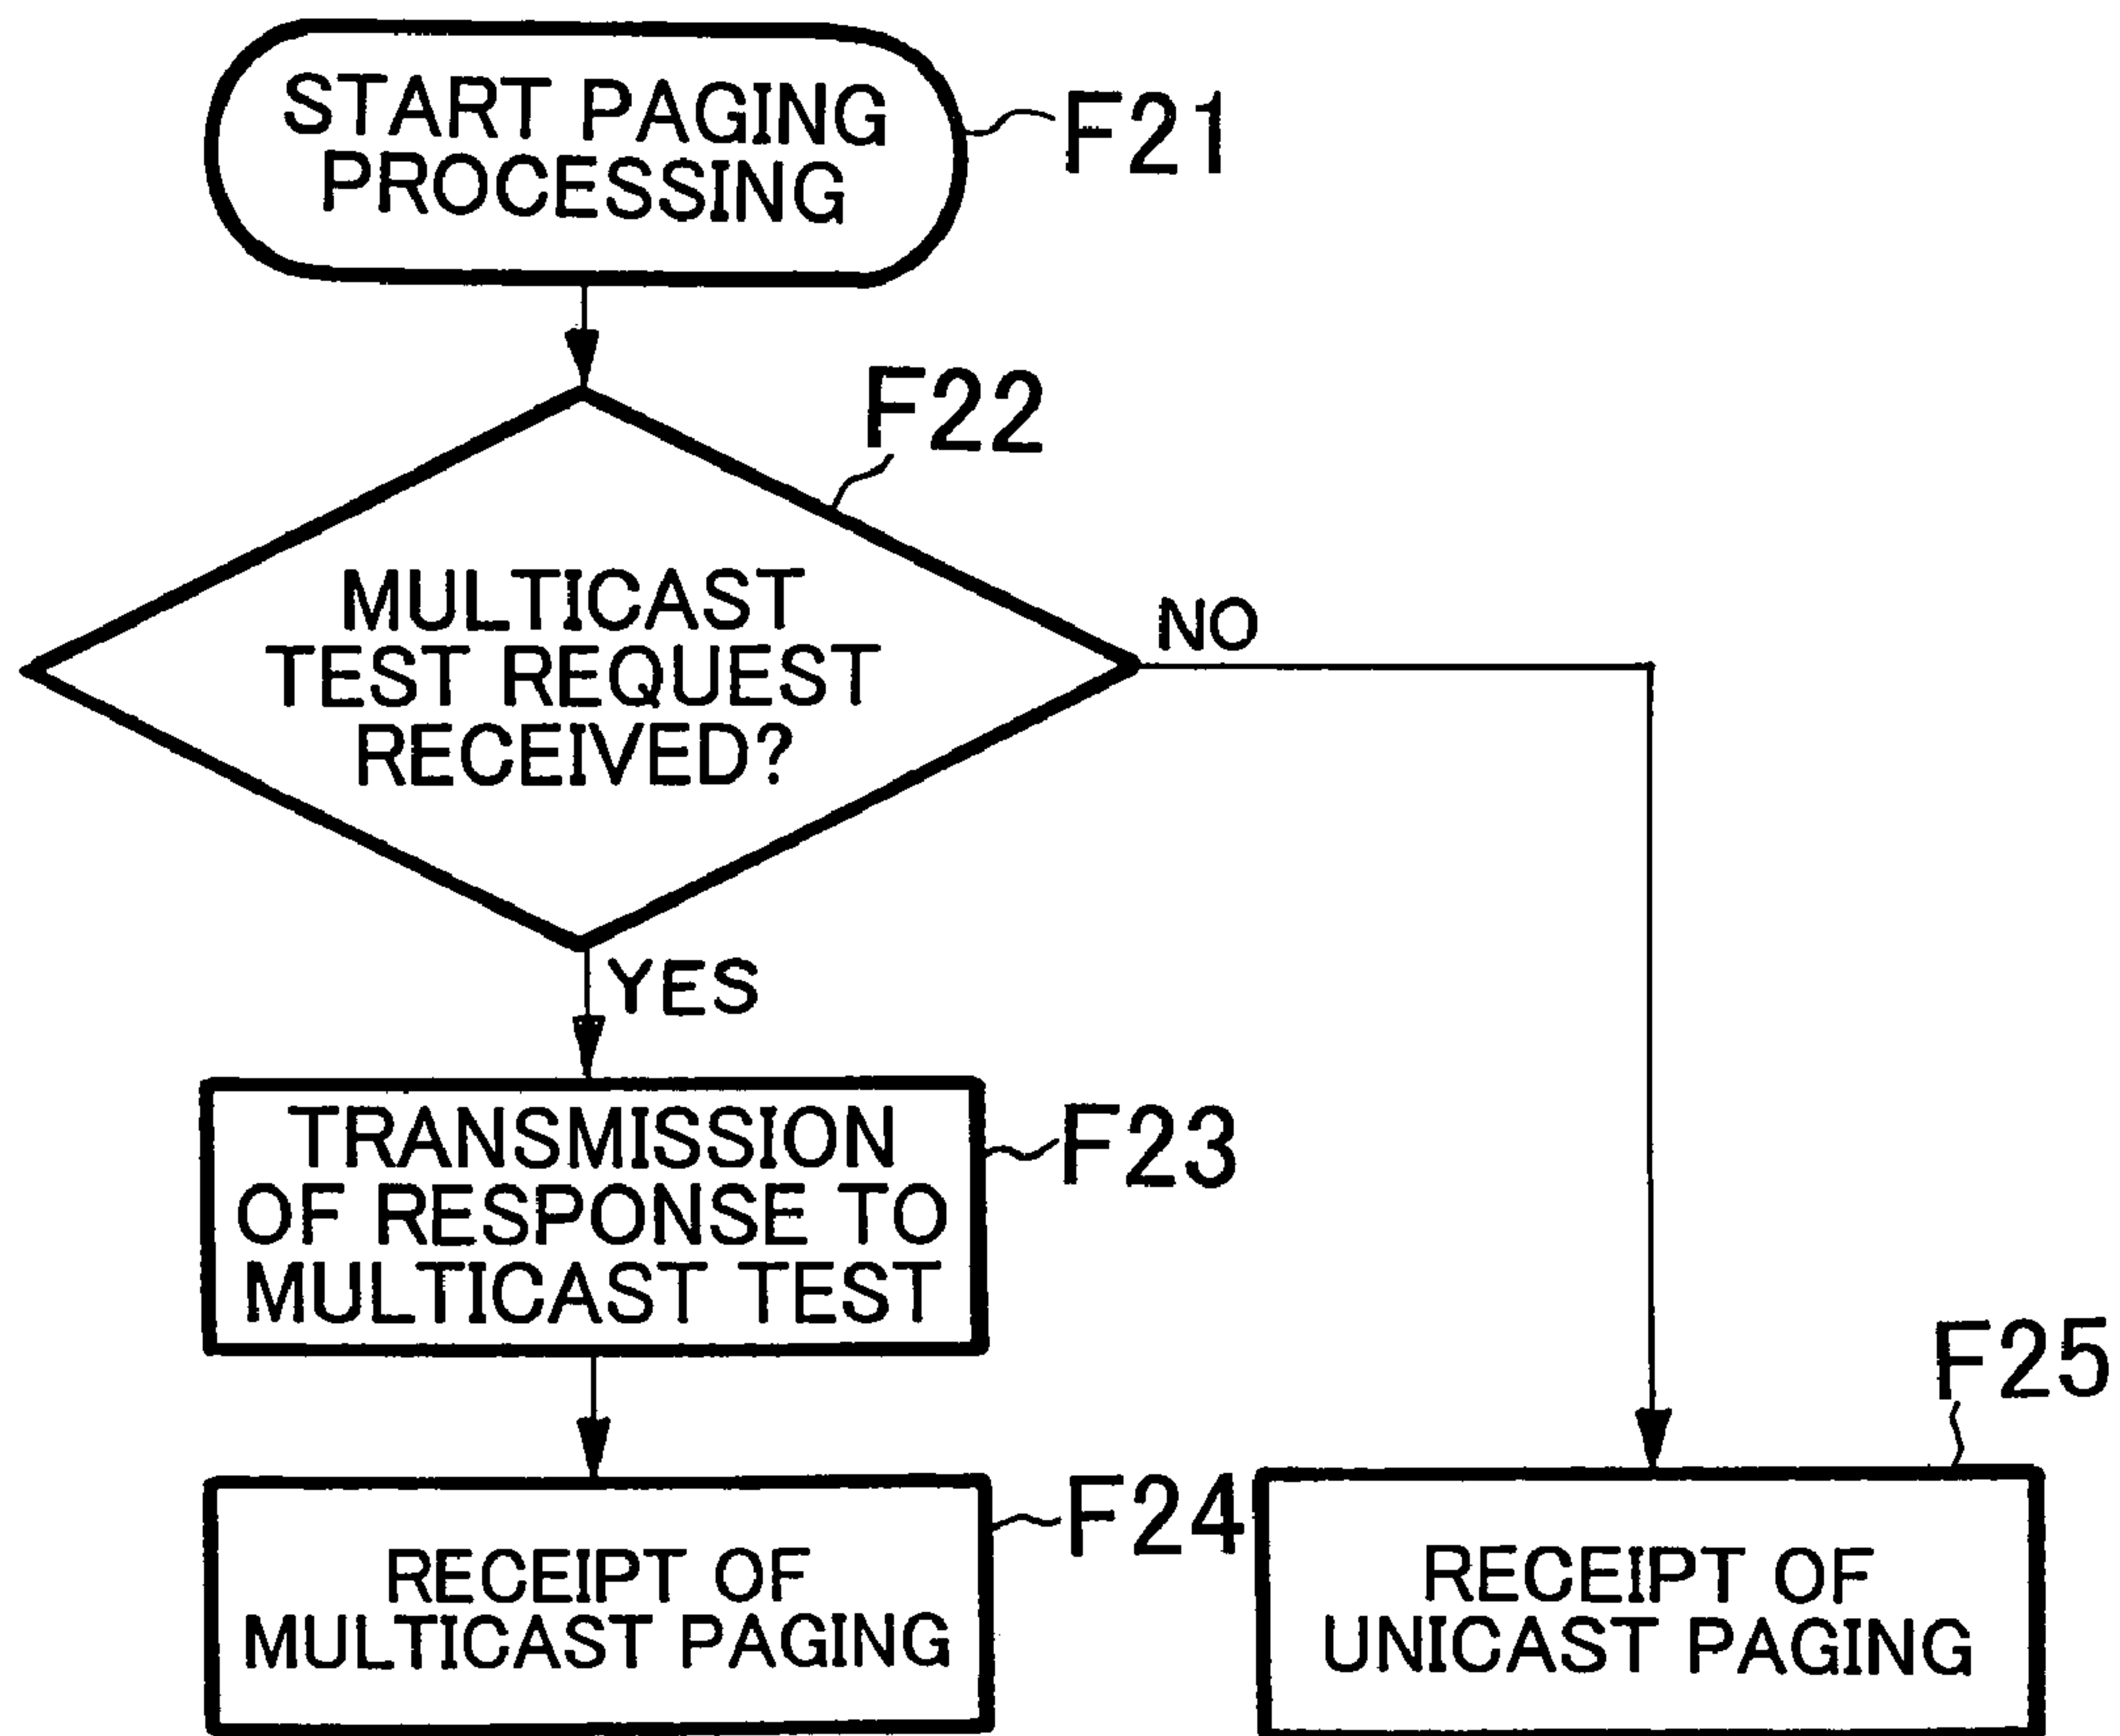 START PAGING
PROCESSING
F21
F22
MULTICAST
TEST REQUEST
RECEIVED?
NO
YES
TRANSMISSION
OF RESPONSE TO
MULTICAST TEST
F23
RECEIPT OF
MULTICAST PAGING
F24
F25
RECEIPT OF
UNICAST PAGING